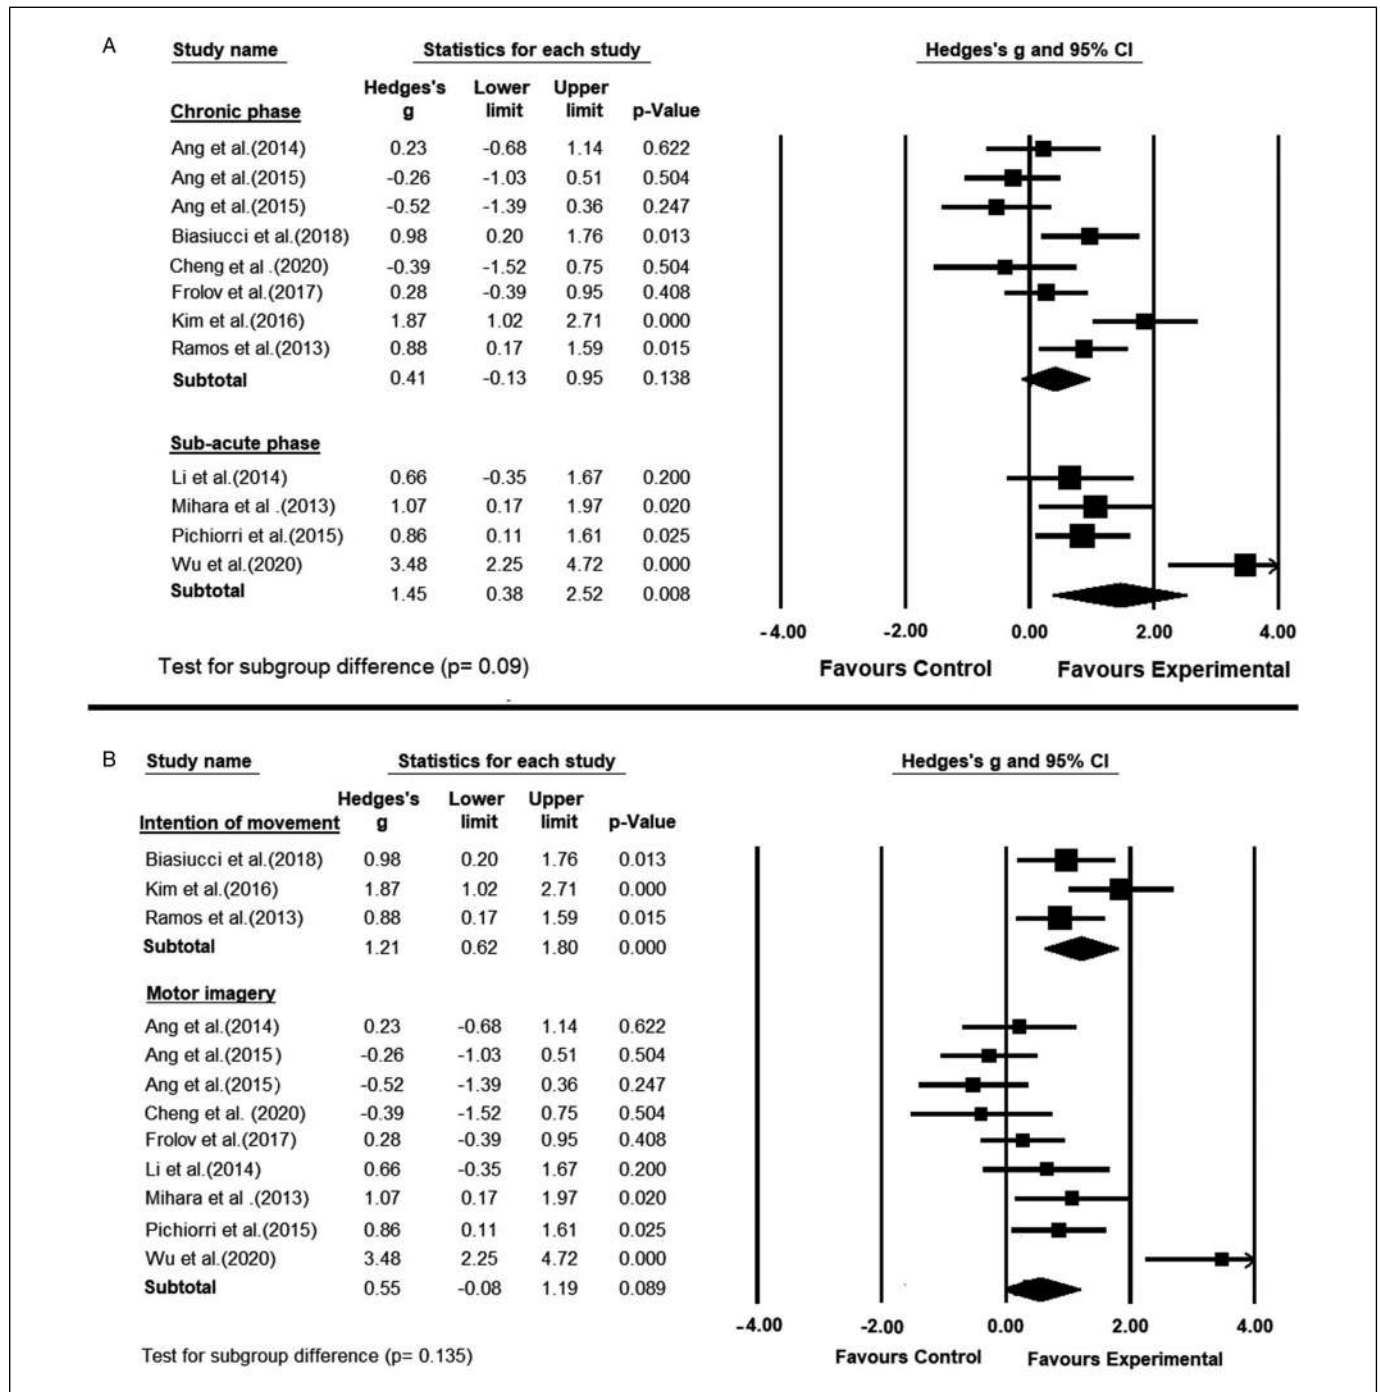 A
Study name Statistics for each study Hedges's g and 95% CI
Hedges's Lower Upper
Chronic phase g limit limit p-Value
Ang et al.(2014) 0.23 -0.68 1.14 0.622
Ang et al.(2015) -0.26 -1.03 0.51 0.504
Ang et al.(2015) -0.52 -1.39 0.36 0.247
Biasiucci et al.(2018) 0.98 0.20 1.76 0.013
Cheng et al .(2020) -0.39 -1.52 0.75 0.504
Frolov et al.(2017) 0.28 -0.39 0.95 0.408
Kim et al.(2016) 1.87 1.02 2.71 0.000
Ramos et al.(2013) 0.88 0.17 1.59 0.015
Subtotal 0.41 -0.13 0.95 0.138
Sub-acute phase
Li et al.(2014) 0.66 -0.35 1.67 0.200
Mihara et al .(2013) 1.07 0.17 1.97 0.020
Pichiorri et al.(2015) 0.86 0.11 1.61 0.025
Wu et al.(2020) 3.48 2.25 4.72 0.000
Subtotal 1.45 0.38 2.52 0.008
-4.00 -2.00 0.00 2.00 4.00
Test for subgroup difference (p= 0.09) Favours Control Favours Experimental
B
Study name Statistics for each study Hedges's g and 95% CI
Hedges's Lower Upper
Intention of movement g limit limit p-Value
Biasiucci et al.(2018) 0.98 0.20 1.76 0.013
Kim et al.(2016) 1.87 1.02 2.71 0.000
Ramos et al.(2013) 0.88 0.17 1.59 0.015
Subtotal 1.21 0.62 1.80 0.000
Motor imagery
Ang et al.(2014) 0.23 -0.68 1.14 0.622
Ang et al.(2015) -0.26 -1.03 0.51 0.504
Ang et al.(2015) -0.52 -1.39 0.36 0.247
Cheng et al. (2020) -0.39 -1.52 0.75 0.504
Frolov et al.(2017) 0.28 -0.39 0.95 0.408
Li et al.(2014) 0.66 -0.35 1.67 0.200
Mihara et al .(2013) 1.07 0.17 1.97 0.020
Pichiorri et al.(2015) 0.86 0.11 1.61 0.025
Wu et al.(2020) 3.48 2.25 4.72 0.000
Subtotal 0.55 -0.08 1.19 0.089
-4.00 -2.00 0.00 2.00 4.00
Test for subgroup difference (p= 0.135) Favours Control Favours Experimental